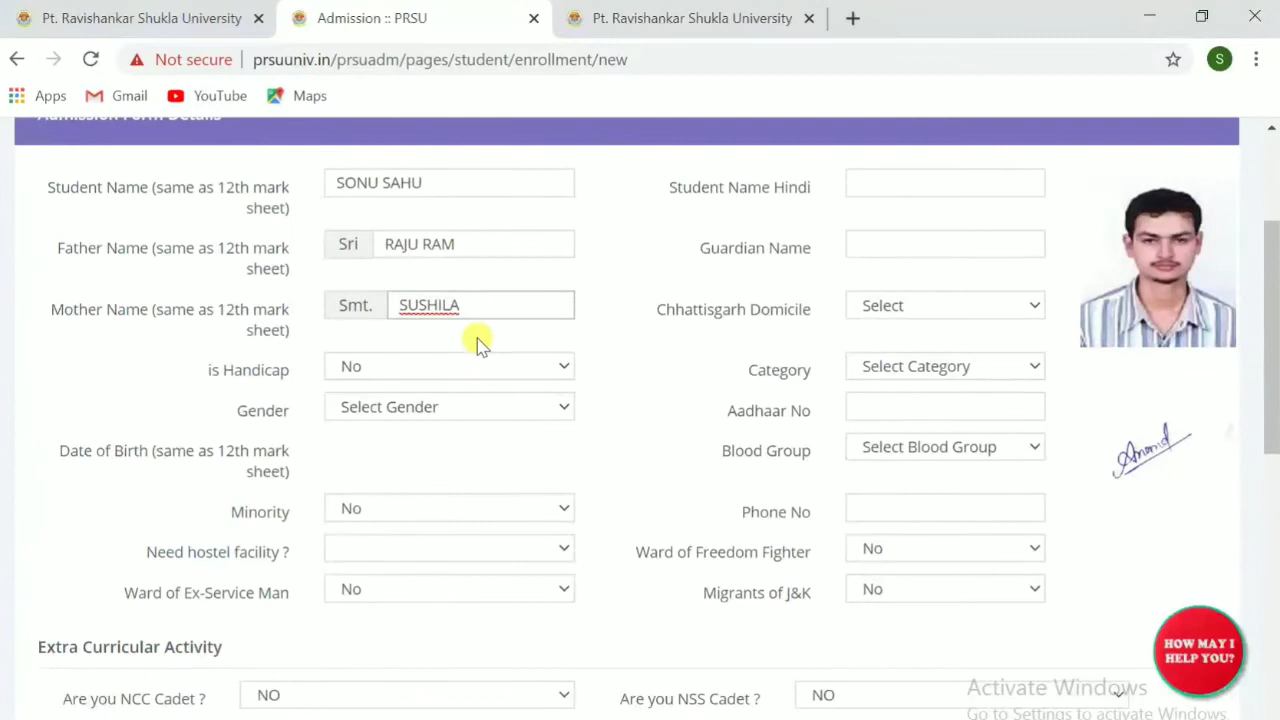 Pt. Ravishankar Shukla University
Admission :: PRSU
Pt. Ravishankar Shukla University
Not secure
prsuuniv.in/prsuadm/pages/student/enrollment/new
S
Apps
Gmail
YouTube
Maps
Admission Form Details
Student Name (same as 12th mark sheet)
SONU SAHU
Student Name Hindi
Father Name (same as 12th mark sheet)
Sri
RAJU RAM
Guardian Name
Mother Name (same as 12th mark sheet)
Smt.
SUSHILA
Chhattisgarh Domicile
Select
is Handicap
No
Category
Select Category
Gender
Select Gender
Aadhaar No
Date of Birth (same as 12th mark sheet)
Blood Group
Select Blood Group
Anand
Minority
No
Phone No
Need hostel facility ?
Ward of Freedom Fighter
No
Ward of Ex-Service Man
No
Migrants of J&K
No
HOW MAY I
HELP YOU?
Extra Curricular Activity
Are you NCC Cadet ?
NO
Are you NSS Cadet ?
NO
Activate Windows
Go to Settings to activate Windows.